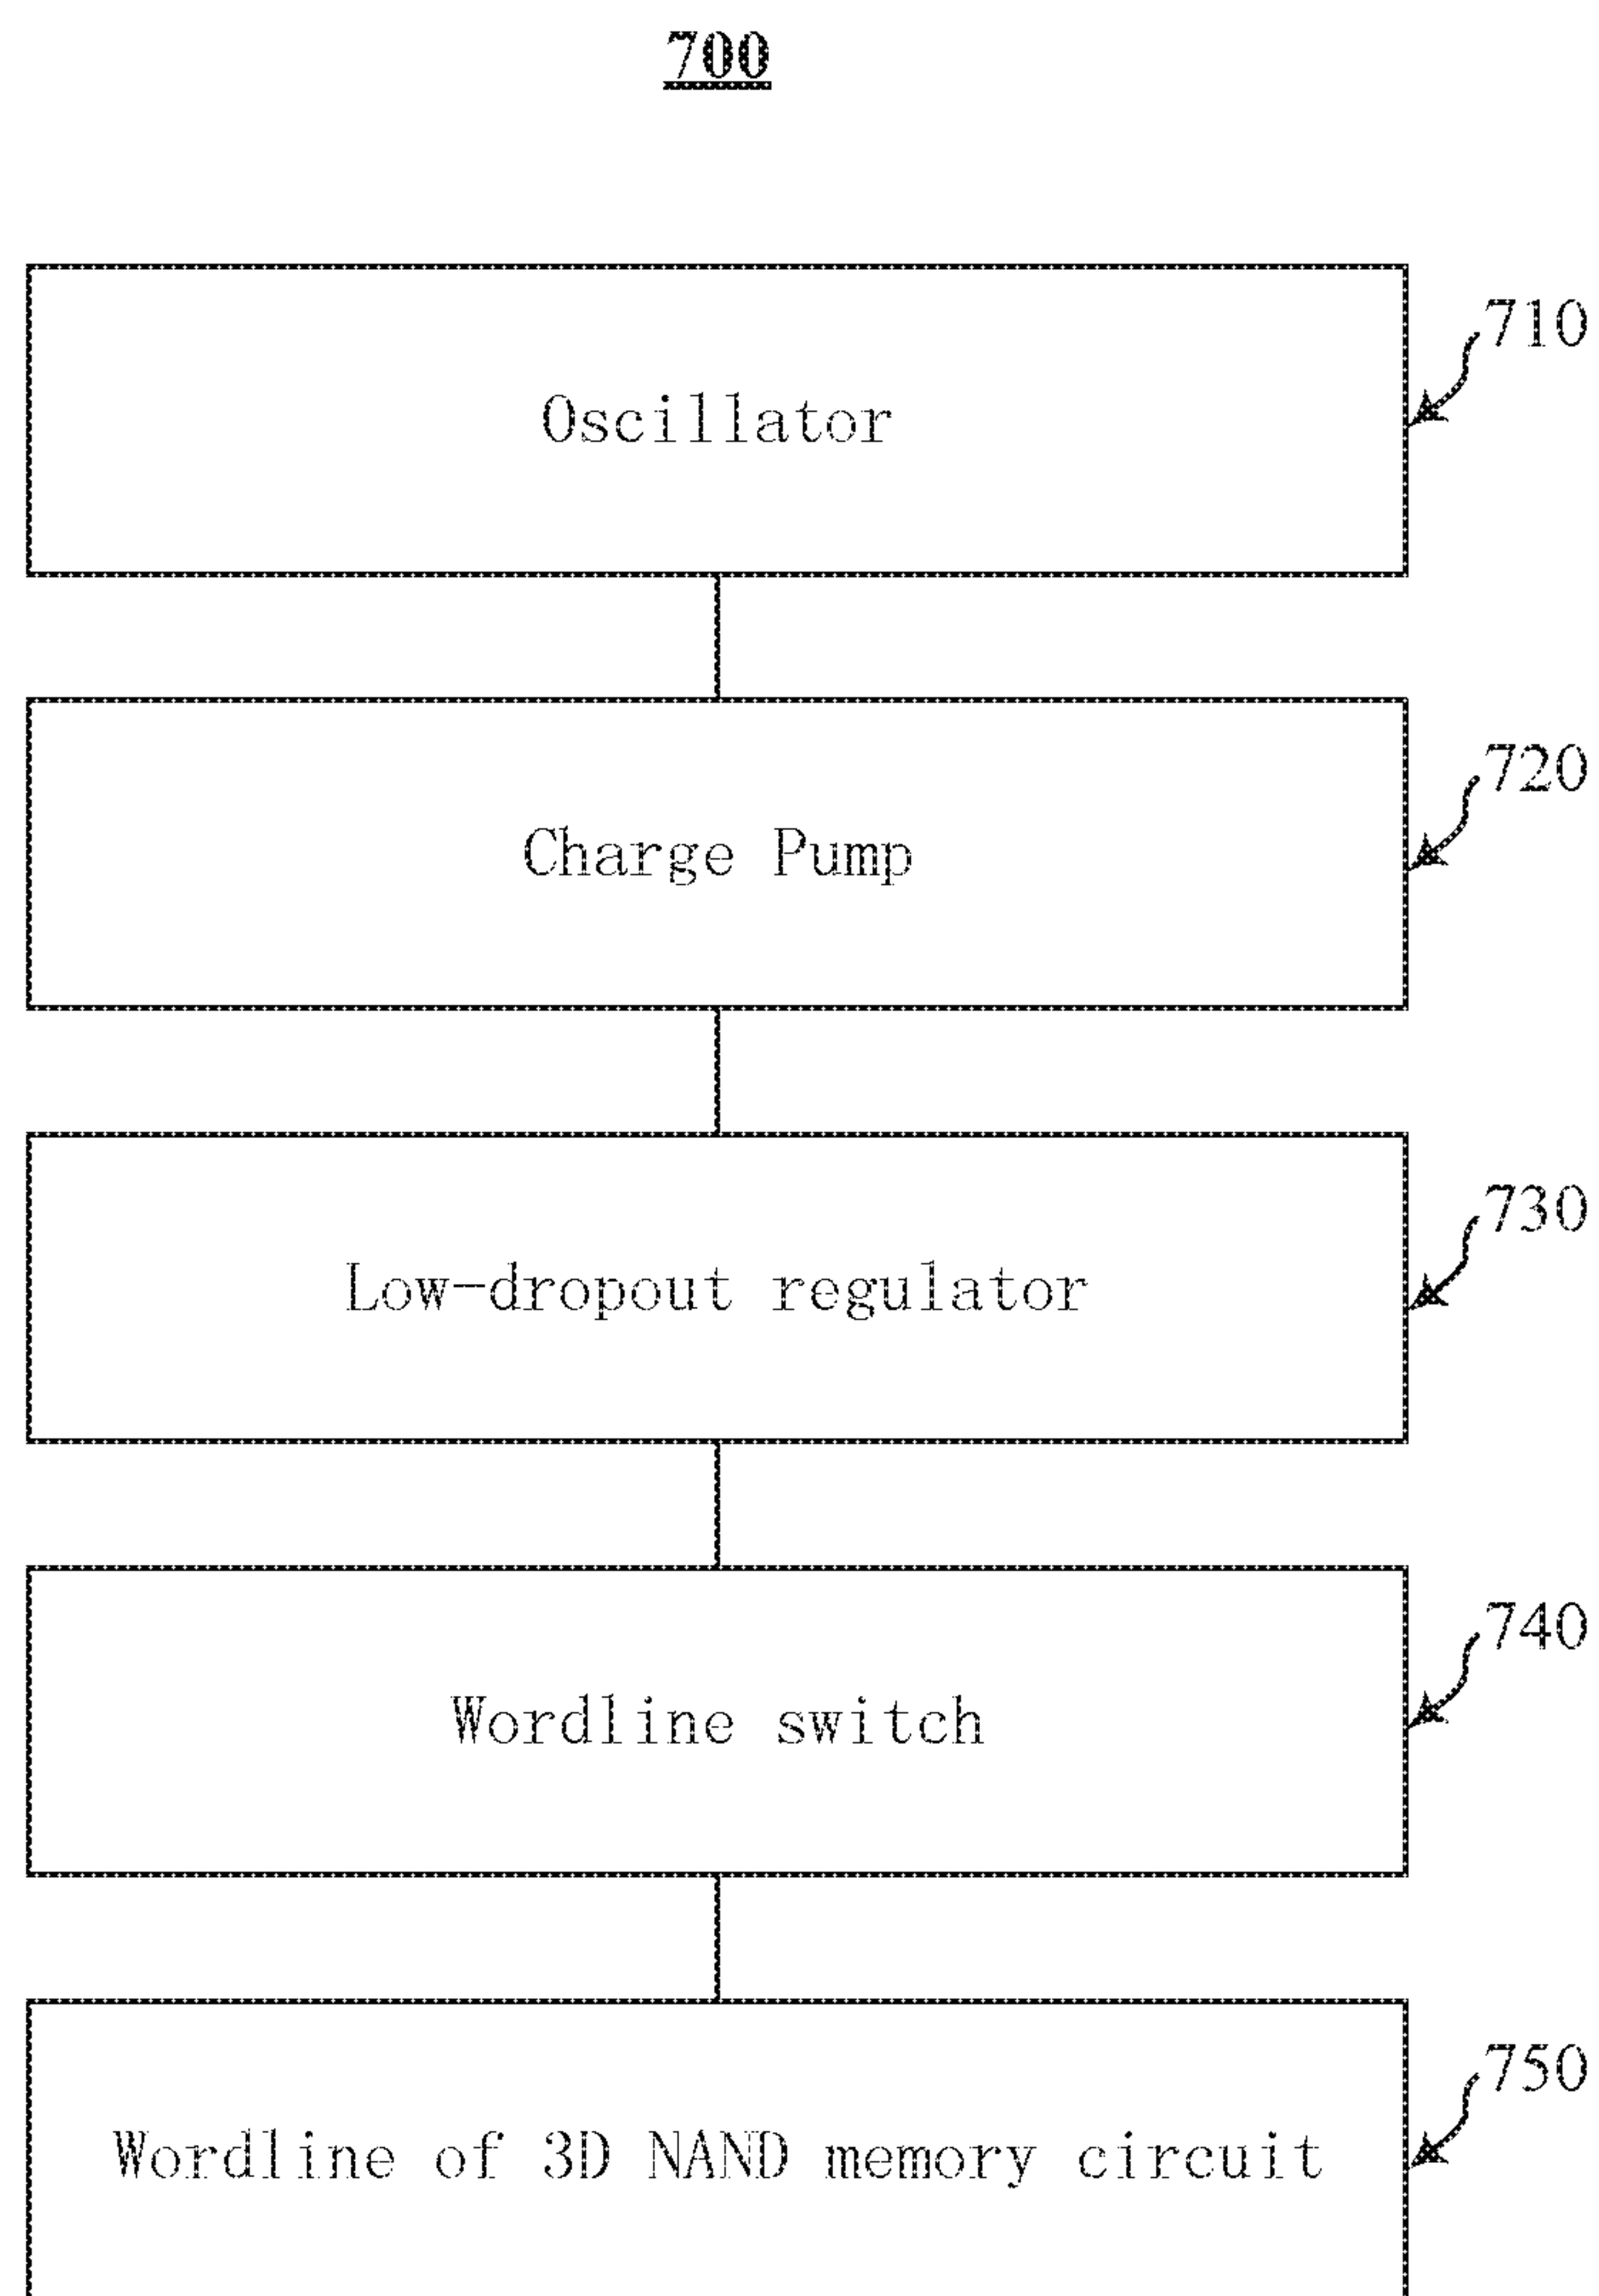 700
710
Oscillator
720
Charge Pump
730
Low-dropout regulator
740
Wordline switch
750
Wordline of 3D NAND memory circuit